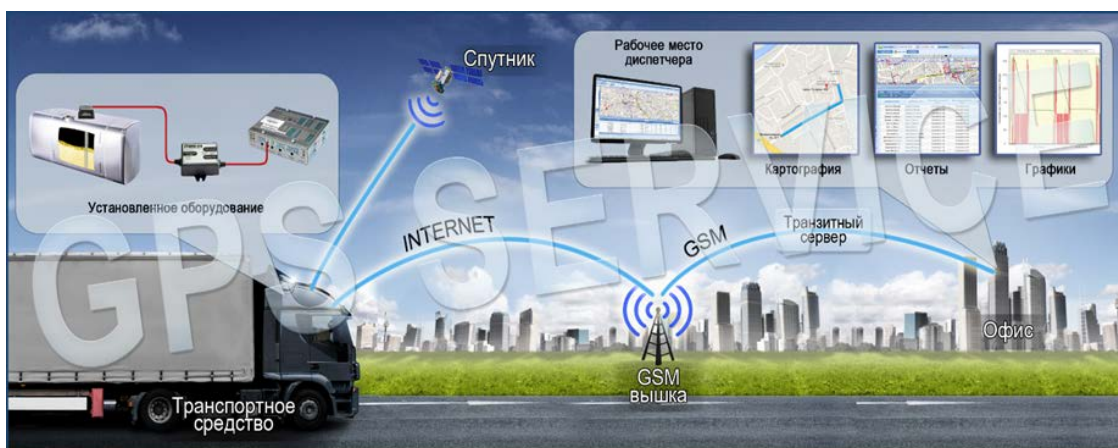 Спутник
Рабочее место
диспетчера
Картография
Отчеты
Графики
Установленное оборудование
INTERNET
GSM
Транзитный
сервер
GPS SERVICE
Офис
GSM
вышка
Транспортное
средство